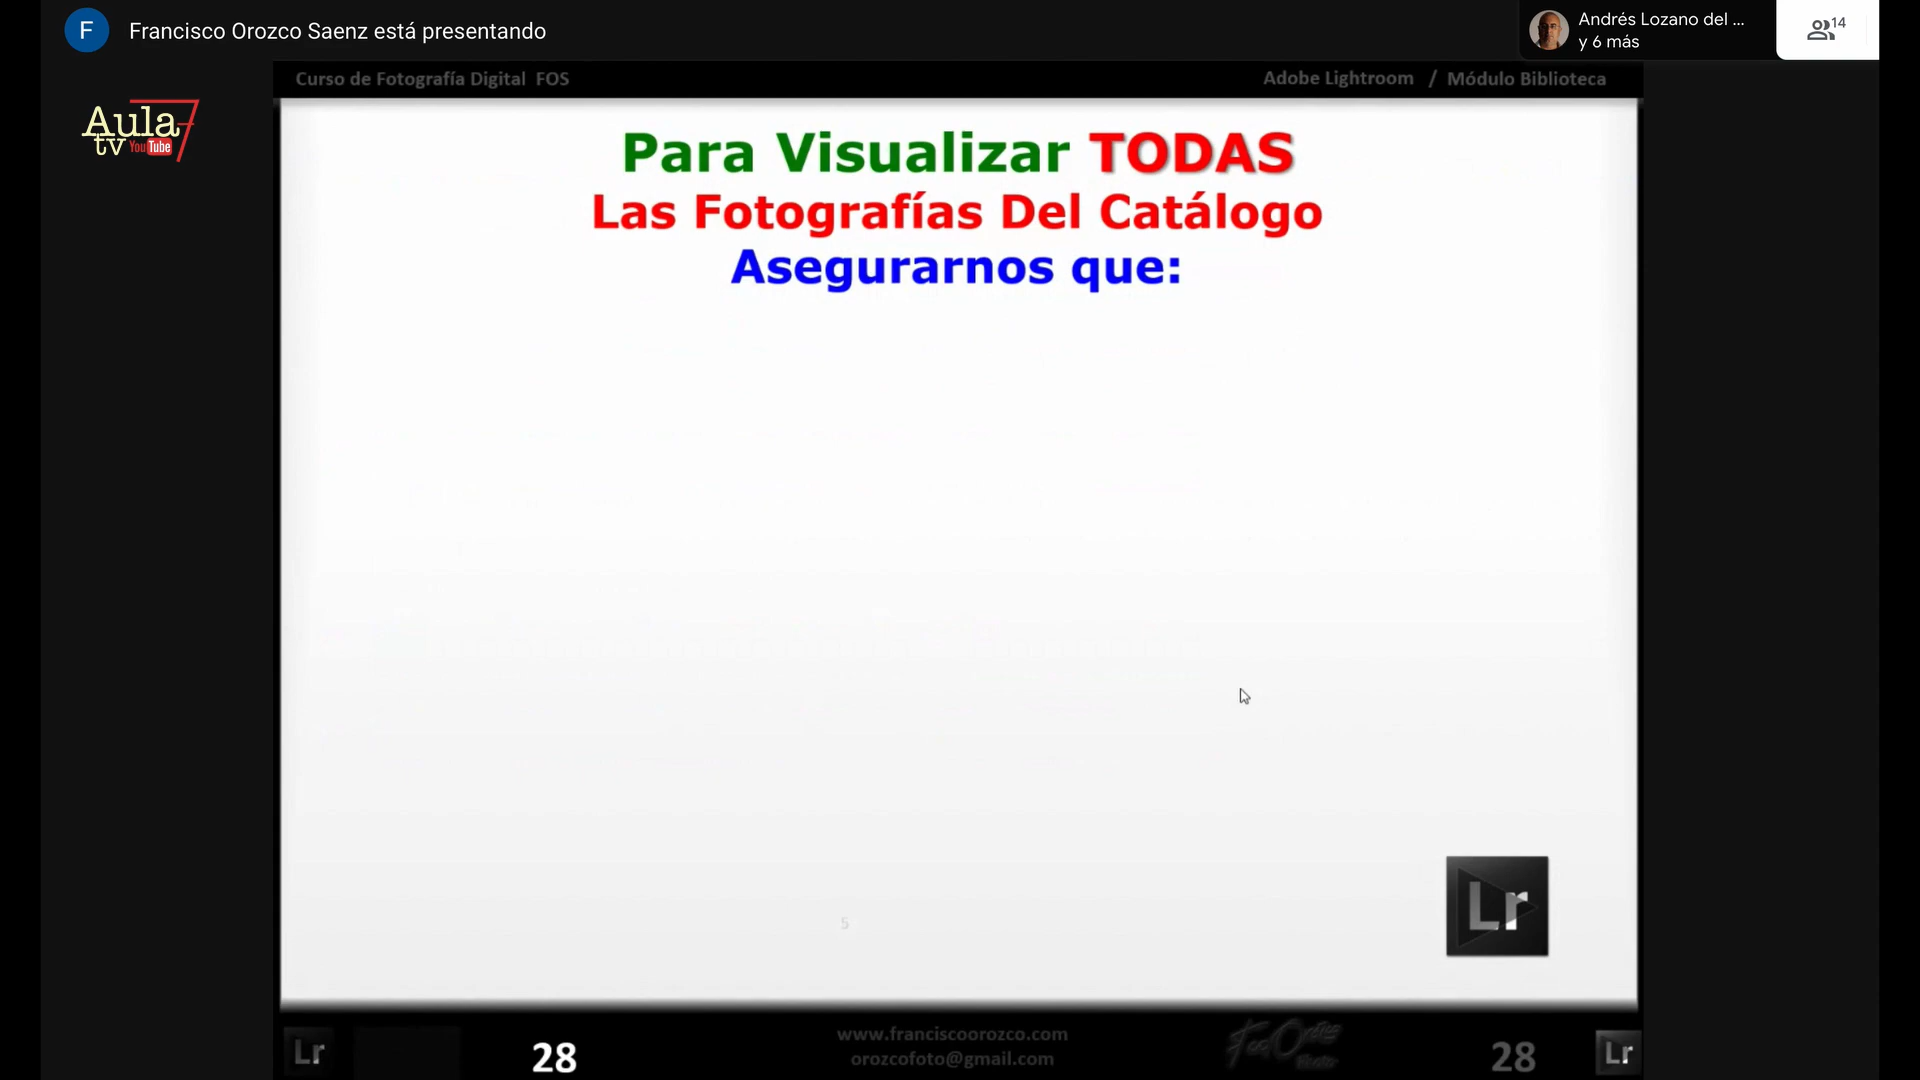 F Francisco Orozco Saenz está presentando
Andrés Lozano del ...
y 6 más
14
Curso de Fotografía Digital FOS
Adobe Lightroom / Módulo Biblioteca
Aula 7
tv YouTube
Para Visualizar TODAS
Las Fotografías Del Catálogo
Asegurarnos que:
5
Lr
Lr
28
www.franciscoorozco.com
orozcofoto@gmail.com
28
Lr